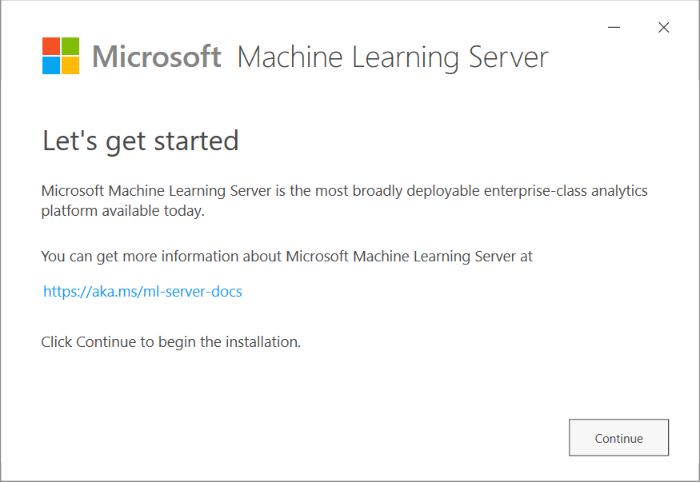 Microsoft Machine Learning Server
Let's get started
Microsoft Machine Learning Server is the most broadly deployable enterprise-class analytics
platform available today.
You can get more information about Microsoft Machine Learning Server at
https://aka.ms/ml-server-docs
Click Continue to begin the installation.
Continue